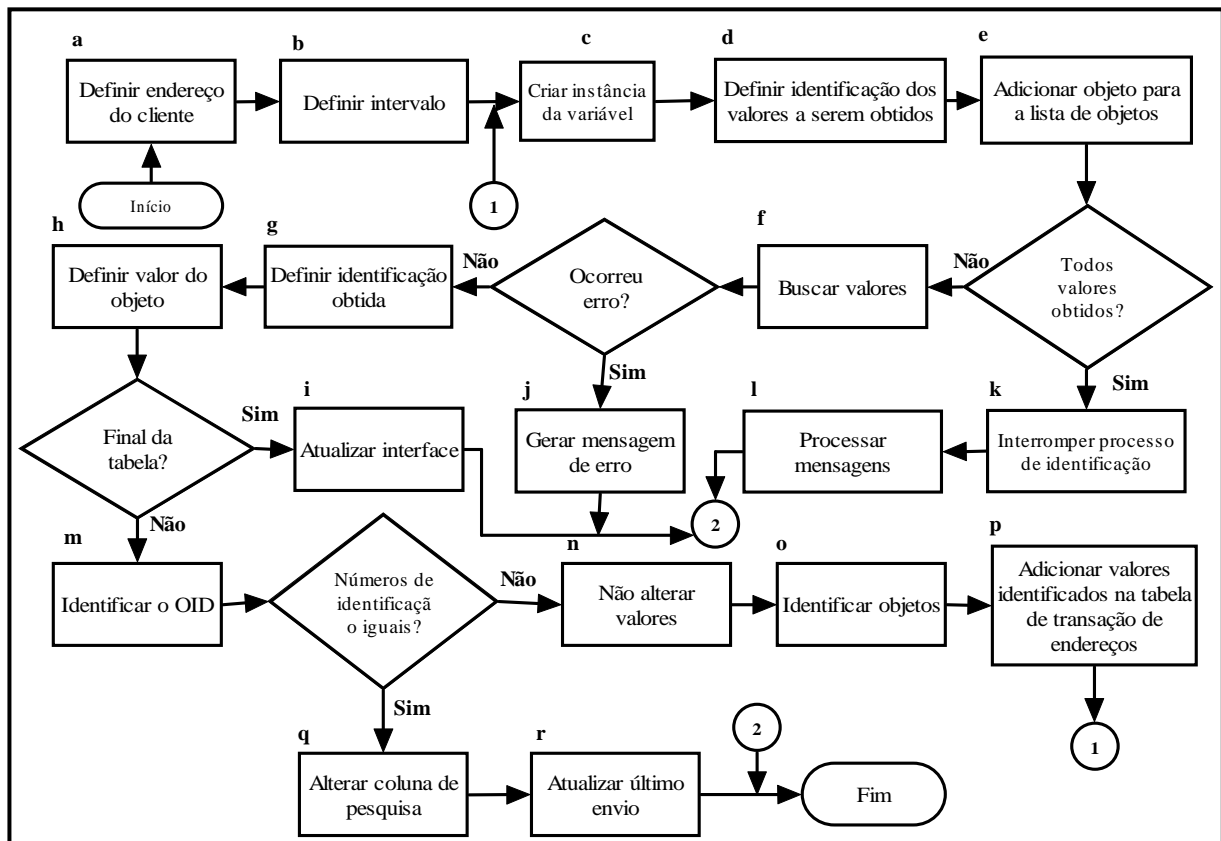 a
b
c
d
e
Definir endereço
do cliente
Definir intervalo
Criar instância
da variável
Definir identificação dos
valores a serem obtidos
Adicionar objeto para
a lista de objetos
Início
1
h
g
f
Definir valor do
objeto
Não
Definir identificação
obtida
Ocorreu
erro?
Buscar valores
Não
Todos
valores
obtidos?
Sim
Sim
i
j
l
k
Final da
tabela?
Sim
Atualizar interface
Gerar mensagem
de erro
Processar
mensagens
Interromper processo
de identificação
2
Não
m
n
o
p
Identificar o OID
Números de
identificaçã
o iguais?
Não
Não alterar
valores
Identificar objetos
Adicionar valores
identificados na tabela
de transação de
endereços
Sim
2
1
q
r
Alterar coluna de
pesquisa
Atualizar último
envio
Fim